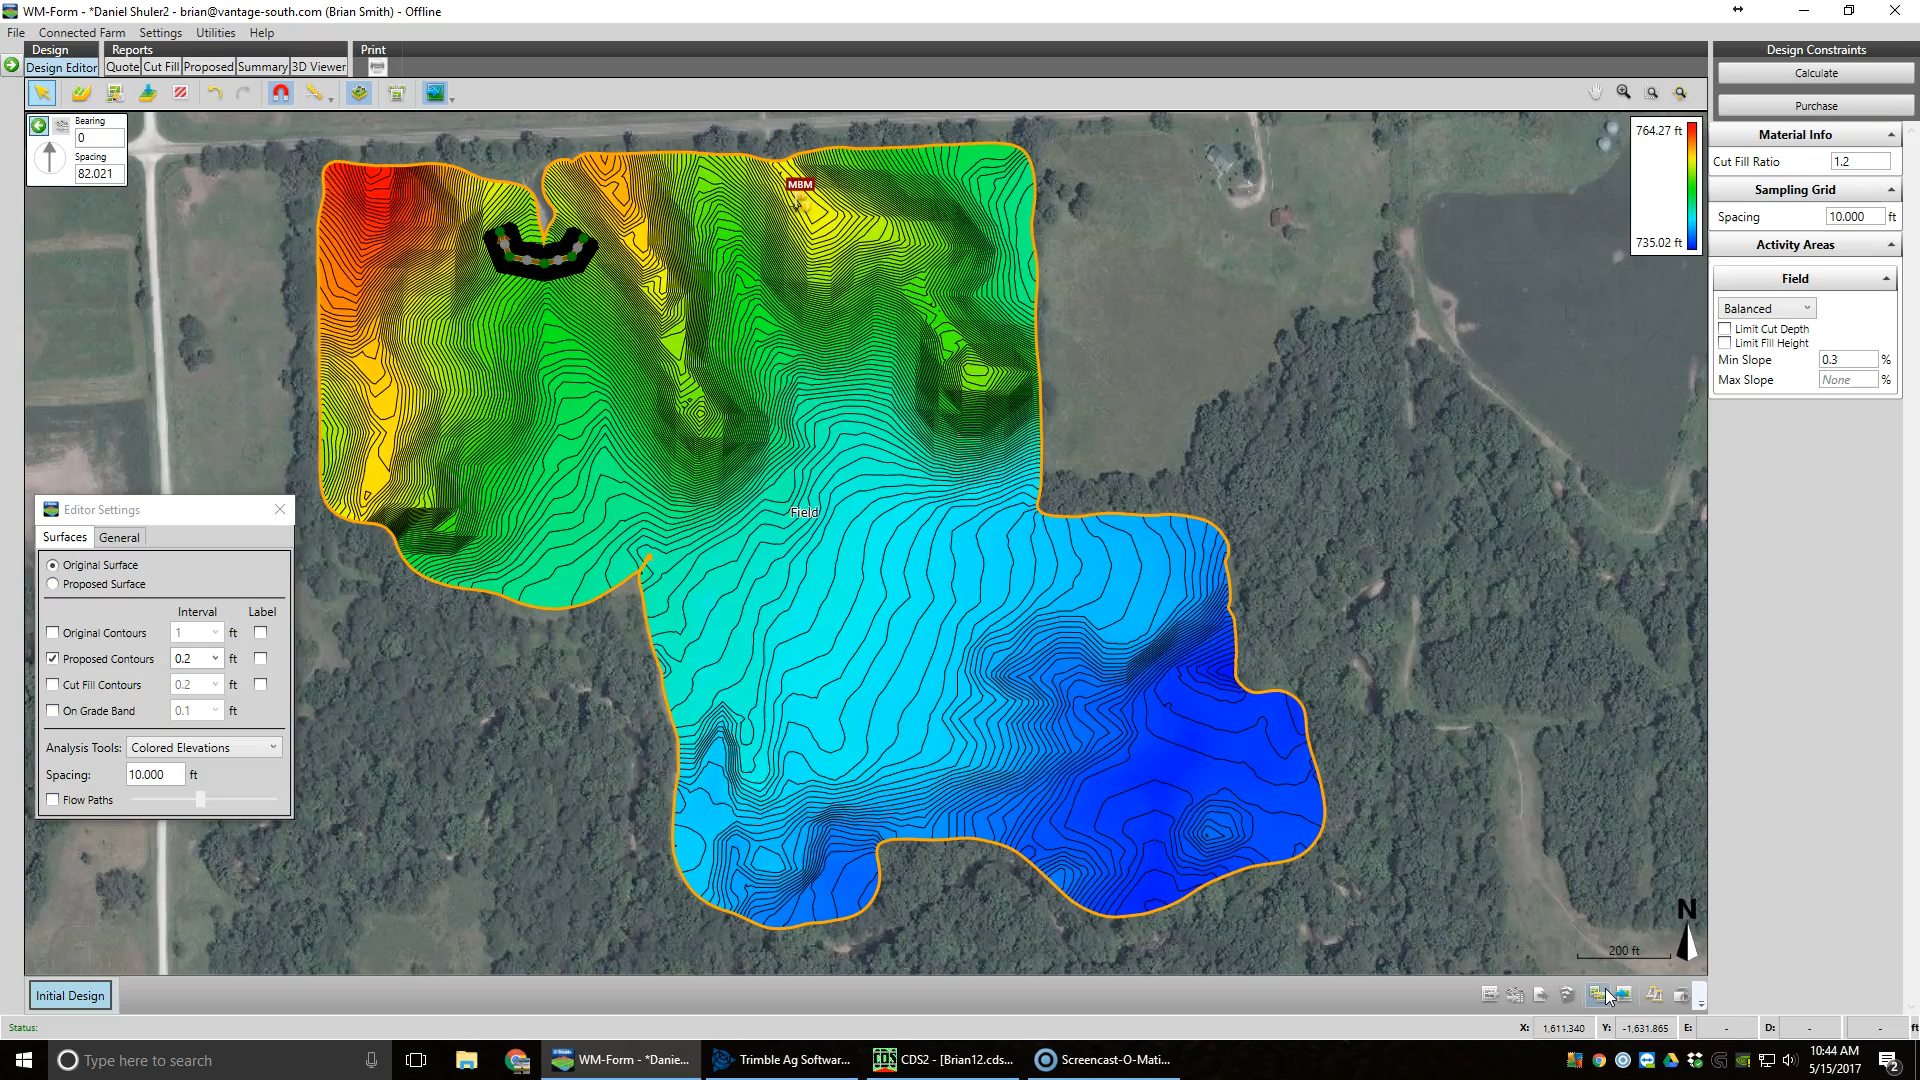 WM-Form - *Daniel Shuler2 - brian@vantage-south.com (Brian Smith) - Offline
File Connected Farm Settings Utilities Help
Design Reports Print
Design Editor Quote Cut Fill Proposed Summary 3D Viewer
Bearing
0
Spacing
82.021
MBM
Field
764.27 ft
735.02 ft
N
200 ft
Design Constraints
Calculate
Purchase
Material Info
Cut Fill Ratio 1.2
Sampling Grid
Spacing 10.000 ft
Activity Areas
Field
Balanced
Limit Cut Depth
Limit Fill Height
Min Slope 0.3 %
Max Slope None %
Editor Settings
Surfaces General
Original Surface
Proposed Surface
Interval Label
Original Contours 1 ft
Proposed Contours 0.2 ft
Cut Fill Contours 0.2 ft
On Grade Band 0.1 ft
Analysis Tools: Colored Elevations
Spacing: 10.000 ft
Flow Paths
Initial Design
Status: X: 1,611.340 Y: -1,631.865 E: - D: - - ft
Type here to search WM-Form - *Danie... Trimble Ag Softwar... CDS2 - [Brian12.cds... Screencast-O-Mati...
10:44 AM
5/15/2017
2